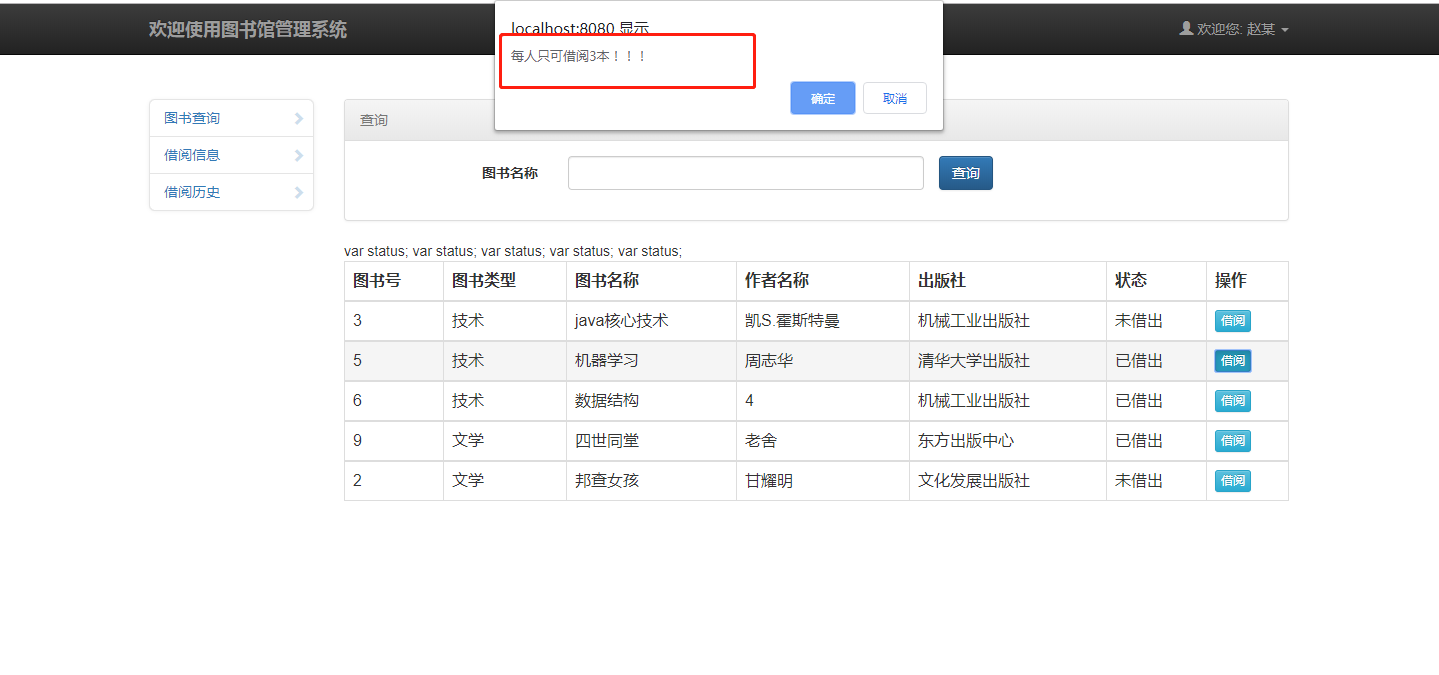 欢迎使用图书馆管理系统
欢迎您: 赵某
localhost:8080 显示
每人只可借阅3本！！！
确定 取消
图书查询
借阅信息
借阅历史
查询
图书名称 查询
var status; var status; var status; var status; var status;
图书号 图书类型 图书名称 作者名称 出版社 状态 操作
3 技术 java核心技术 凯S.霍斯特曼 机械工业出版社 未借出 借阅
5 技术 机器学习 周志华 清华大学出版社 已借出 借阅
6 技术 数据结构 4 机械工业出版社 已借出 借阅
9 文学 四世同堂 老舍 东方出版中心 已借出 借阅
2 文学 邦查女孩 甘耀明 文化发展出版社 未借出 借阅